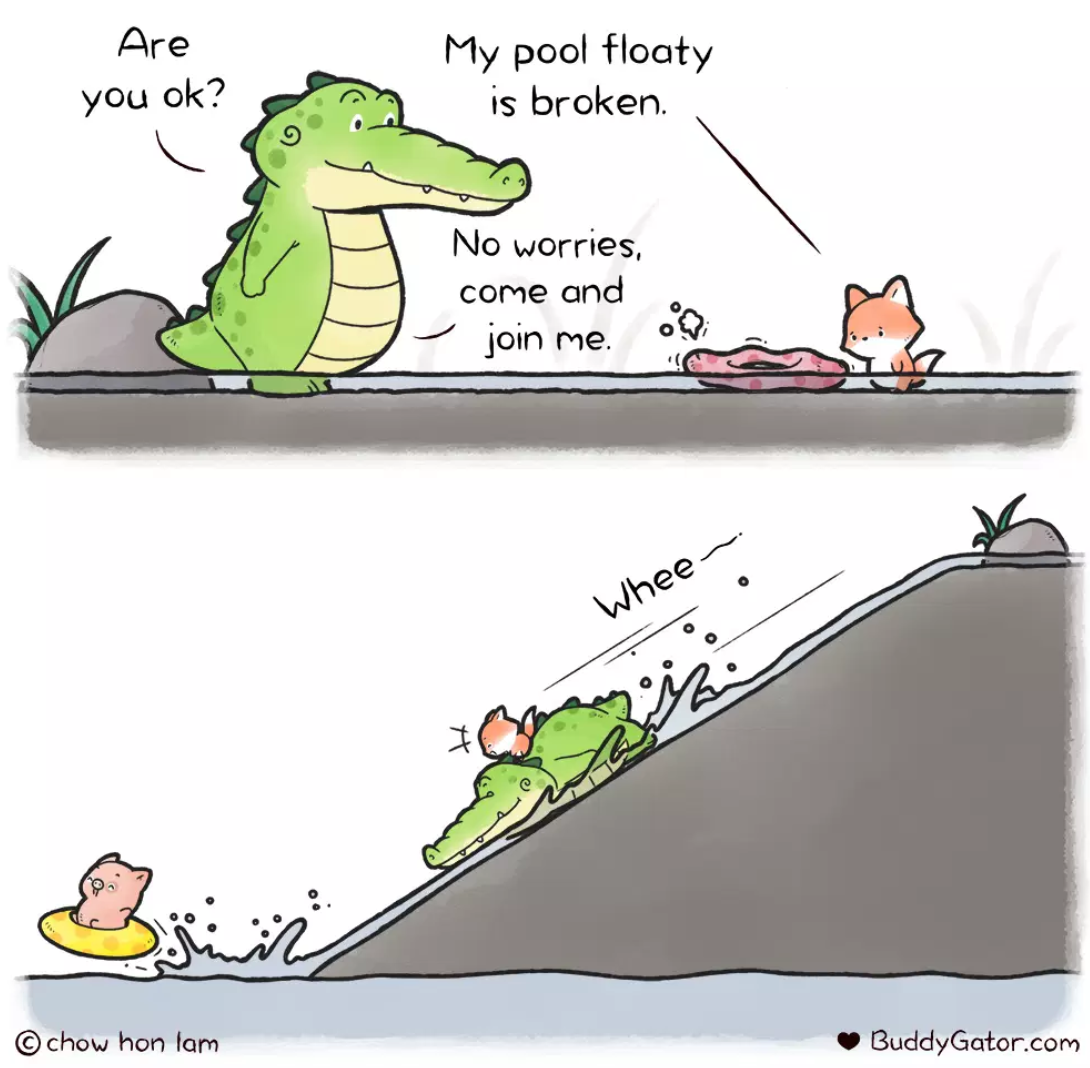 Are
you ok?
My pool floaty
is broken.
No worries,
come and
join me.
Whee
© chow hon lam
♥ BuddyGator.com